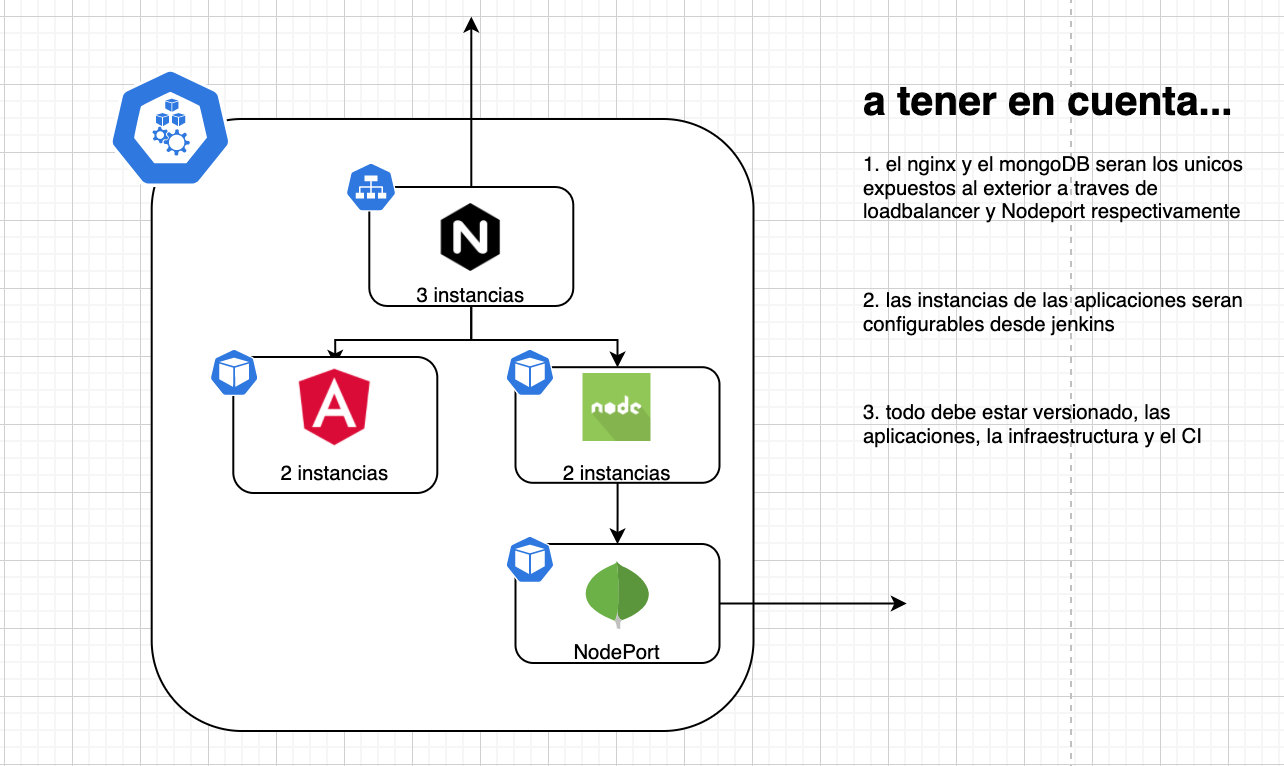 a tener en cuenta...
1. el nginx y el mongoDB seran los unicos
expuestos al exterior a traves de
loadbalancer y Nodeport respectivamente
2. las instancias de las aplicaciones seran
configurables desde jenkins
3. todo debe estar versionado, las
aplicaciones, la infraestructura y el CI
N
3 instancias
A
2 instancias
node
2 instancias
NodePort